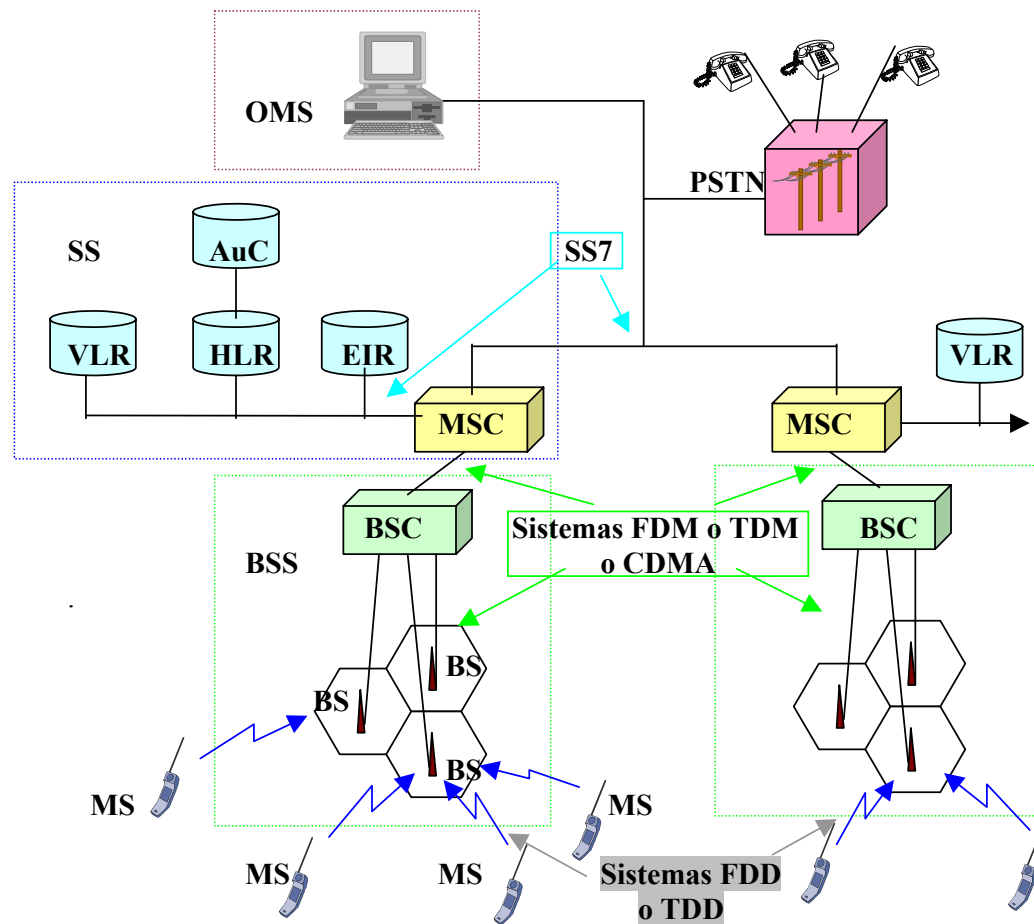 OMS
PSTN
SS
AuC
SS7
VLR
HLR
EIR
VLR
MSC
MSC
BSC
Sistemas FDM o TDM
o CDMA
BSC
BSS
.
BS
BS
BS
MS
MS
MS
MS
Sistemas FDD
o TDD